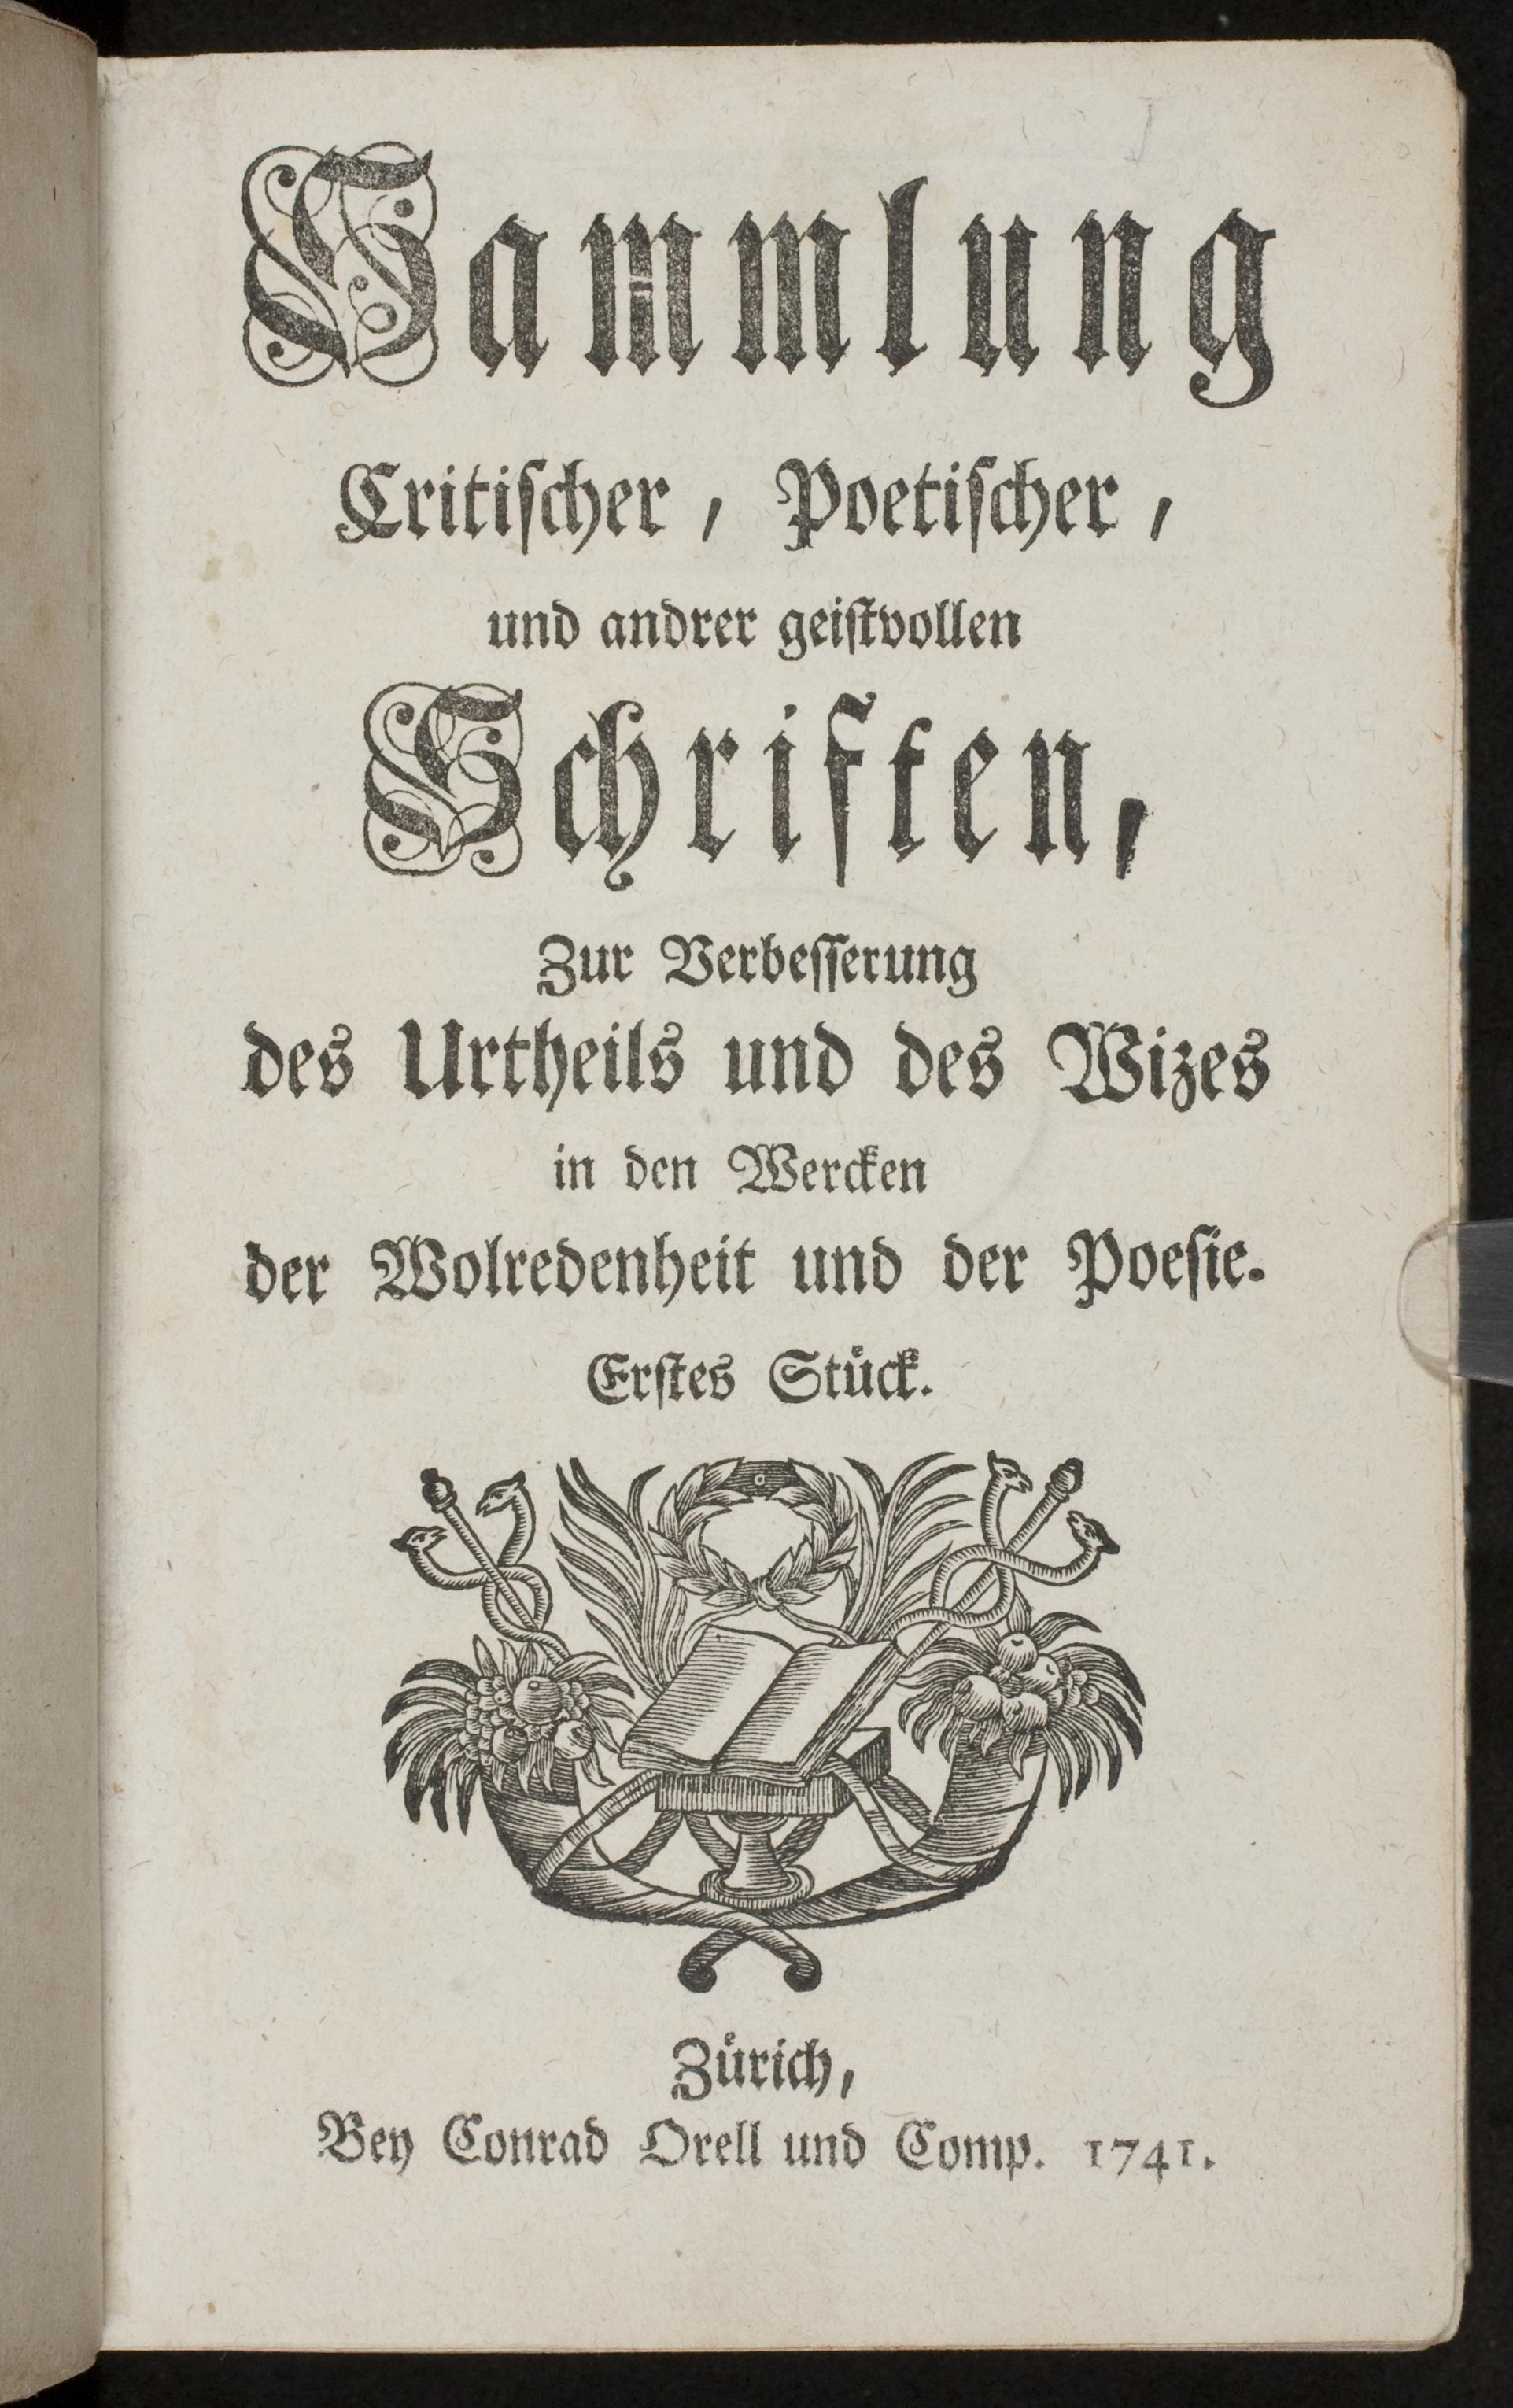 Sammlung
Critischer, Poetischer,
und andrer geistvollen
Schriften,
Zur Verbesserung
des Urtheils und des Wizes
in den Wercken
der Wolredenheit und der Poesie.
Erstes Stück.
Zürich,
Bey Conrad Orell und Comp. 1741.